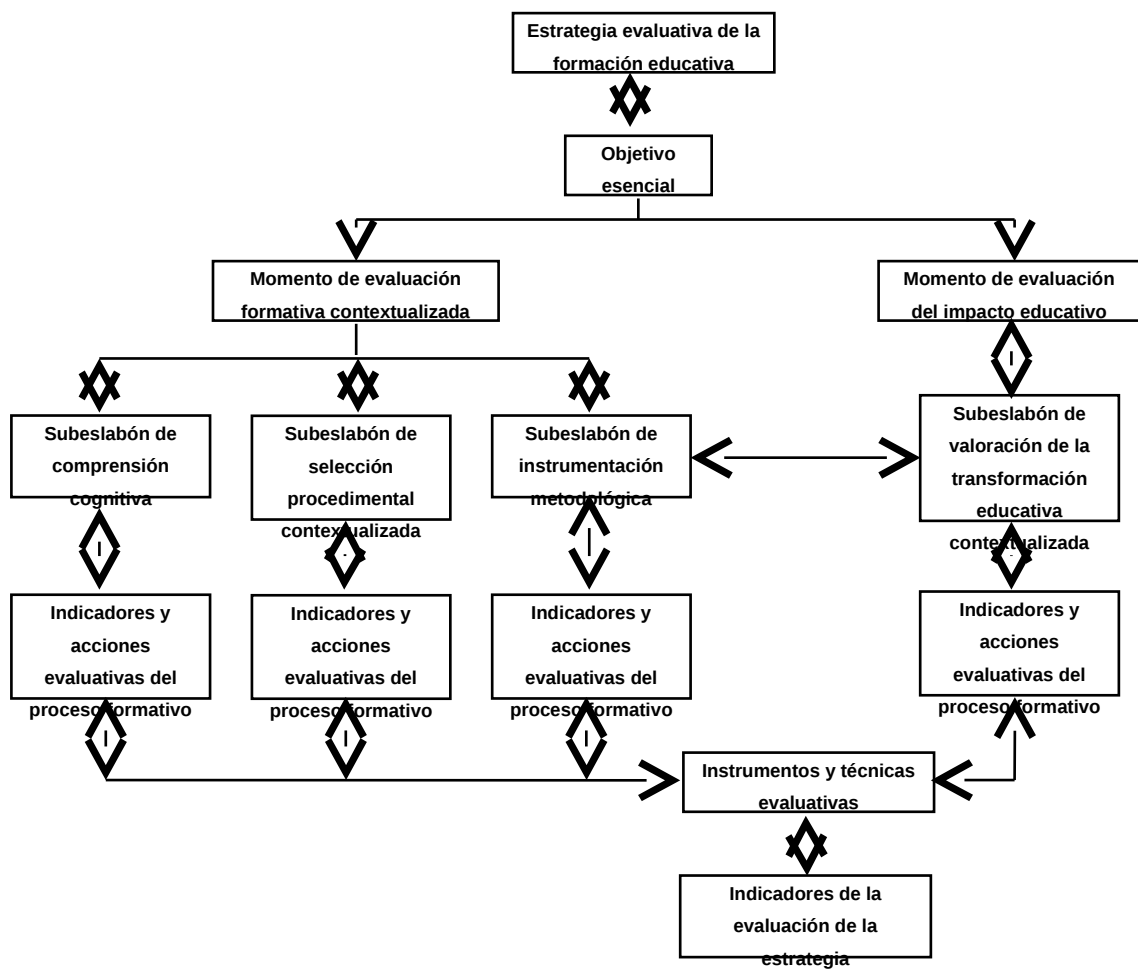 Estrategia evaluativa de la
formación educativa
Objetivo
esencial
Momento de evaluación
formativa contextualizada
Momento de evaluación
del impacto educativo
Subeslabón de
comprensión
cognitiva
Subeslabón de
selección
procedimental
contextualizada
Subeslabón de
instrumentación
metodológica
Subeslabón de
valoración de la
transformación
educativa
contextualizada
Indicadores y
acciones
evaluativas del
proceso formativo
Indicadores y
acciones
evaluativas del
proceso formativo
Indicadores y
acciones
evaluativas del
proceso formativo
Indicadores y
acciones
evaluativas del
proceso formativo
Instrumentos y técnicas
evaluativas
Indicadores de la
evaluación de la
estrategia